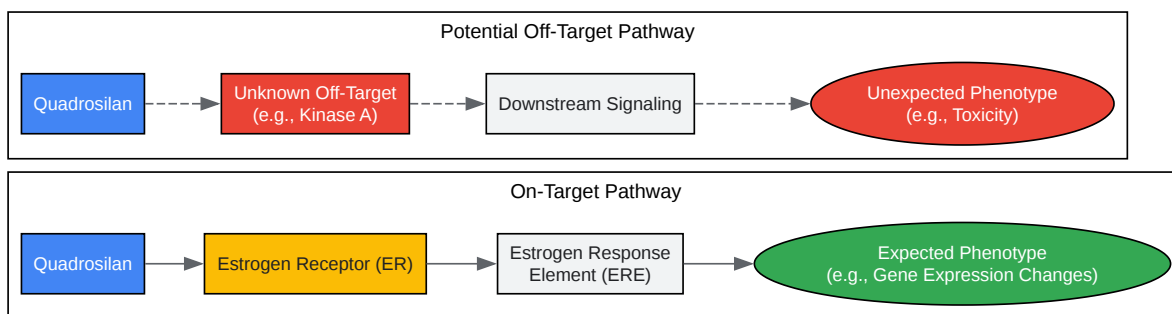 Potential Off-Target Pathway
Quadrosilan
Unknown Off-Target
(e.g., Kinase A)
Downstream Signaling
Unexpected Phenotype
(e.g., Toxicity)
On-Target Pathway
Quadrosilan
Estrogen Receptor (ER)
Estrogen Response
Element (ERE)
Expected Phenotype
(e.g., Gene Expression Changes)